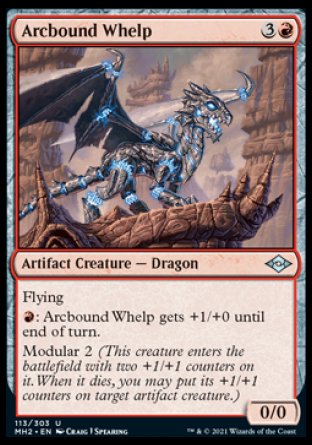 Arcbound Whelp 3
Artifact Creature — Dragon
Flying
: Arcbound Whelp gets +1/+0 until
end of turn.
Modular 2 (This creature enters the
battlefield with two +1/+1 counters on
it. When it dies, you may put its +1/+1
counters on target artifact creature.)
0/0
113/303 U
MH2 • EN Craig J Spearing
™ & © 2021 Wizards of the Coast